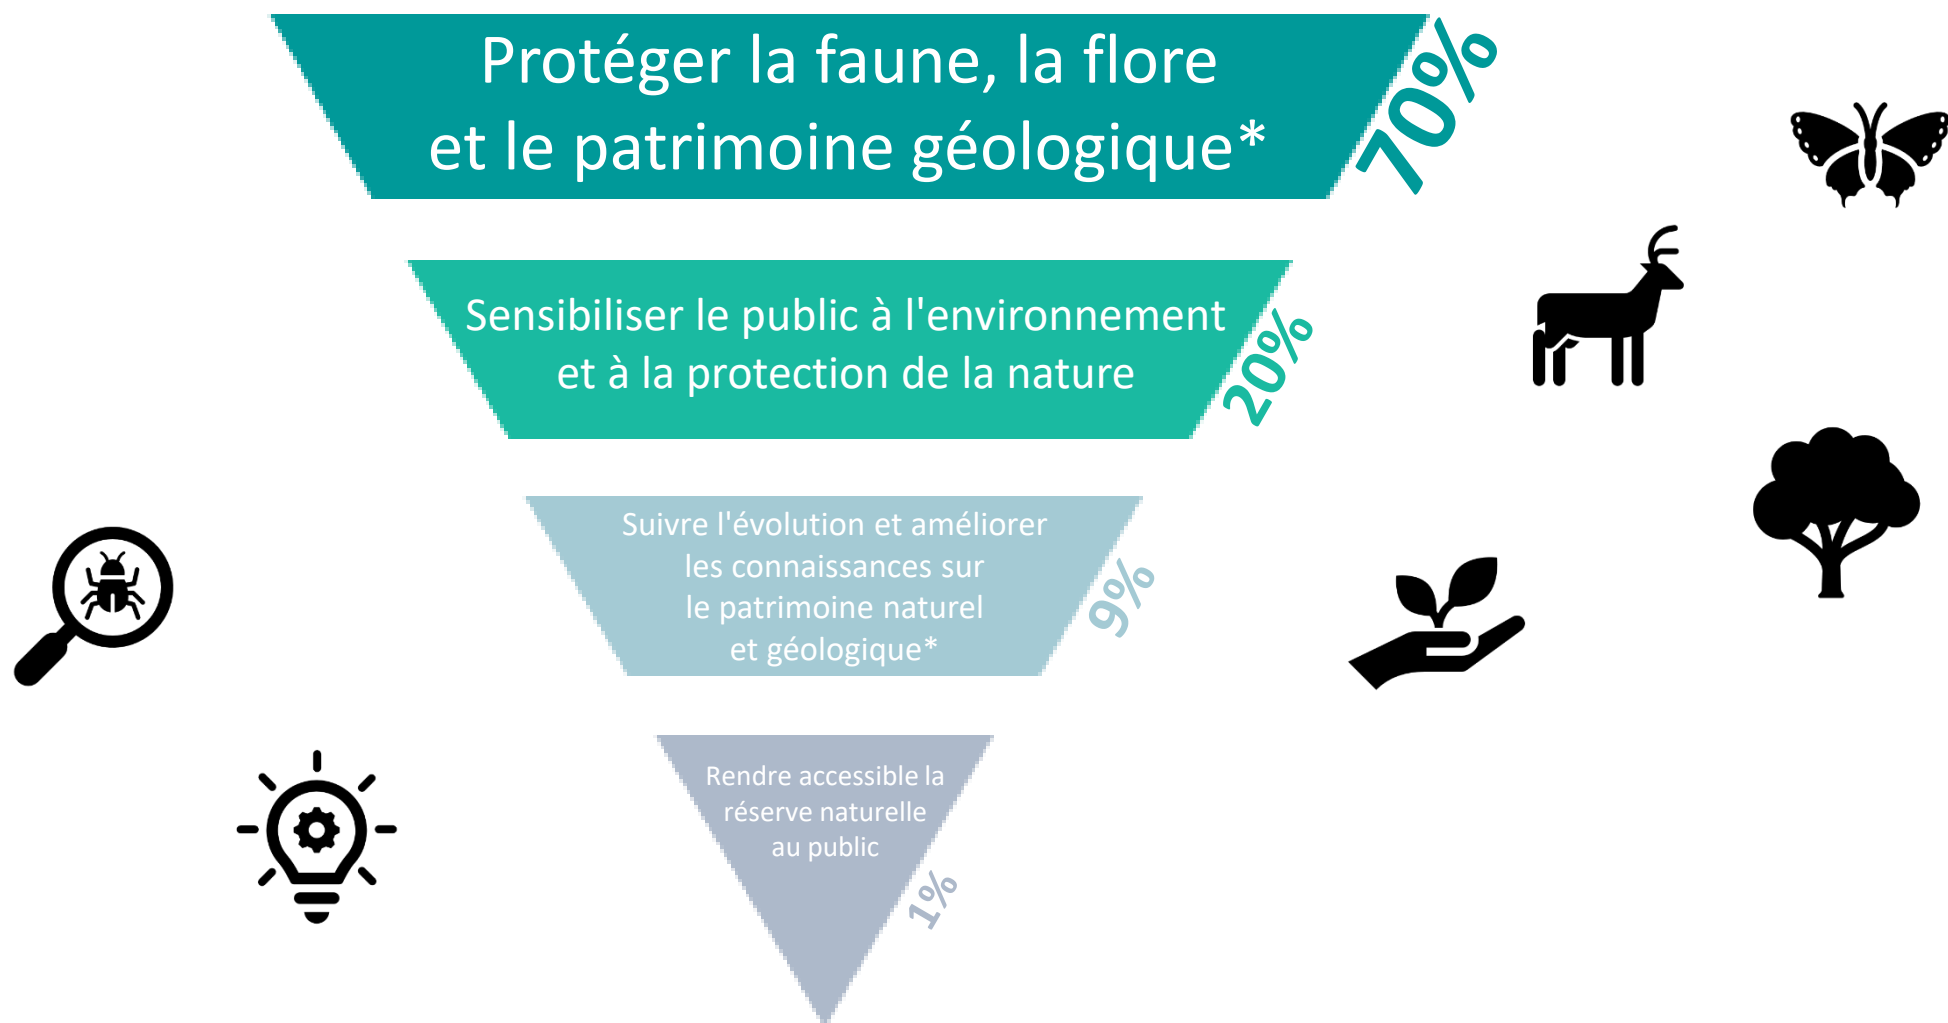 Protéger la faune, la flore
et le patrimoine géologique*
70%
Sensibiliser le public à l'environnement
et à la protection de la nature
20%
Suivre l'évolution et améliorer
les connaissances sur
le patrimoine naturel
et géologique*
9%
Rendre accessible la
réserve naturelle
au public
1%